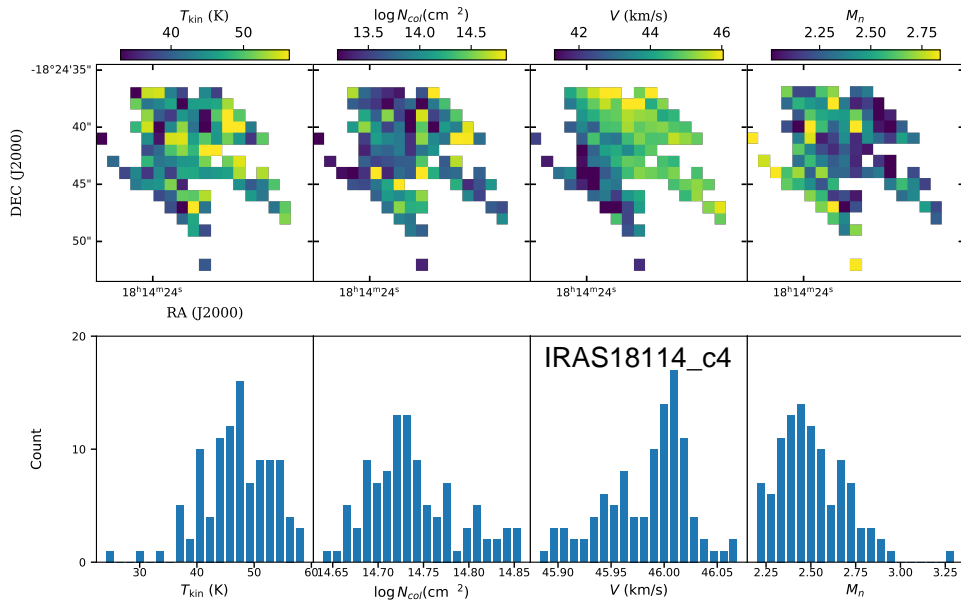 T_kin (K) log N_col(cm ²) V (km/s) M_n
40 50 13.5 14.0 14.5 42 44 46 2.25 2.50 2.75
-18°24'35"
40"
45"
50"
DEC (J2000)
18ʰ14ᵐ24ˢ 18ʰ14ᵐ24ˢ 18ʰ14ᵐ24ˢ 18ʰ14ᵐ24ˢ
RA (J2000)
20
10
0
Count
IRAS18114_c4
30 40 50 60 14.65 14.70 14.75 14.80 14.85 45.90 45.95 46.00 46.05 2.25 2.50 2.75 3.00 3.25
T_kin (K) log N_col(cm ²) V (km/s) M_n